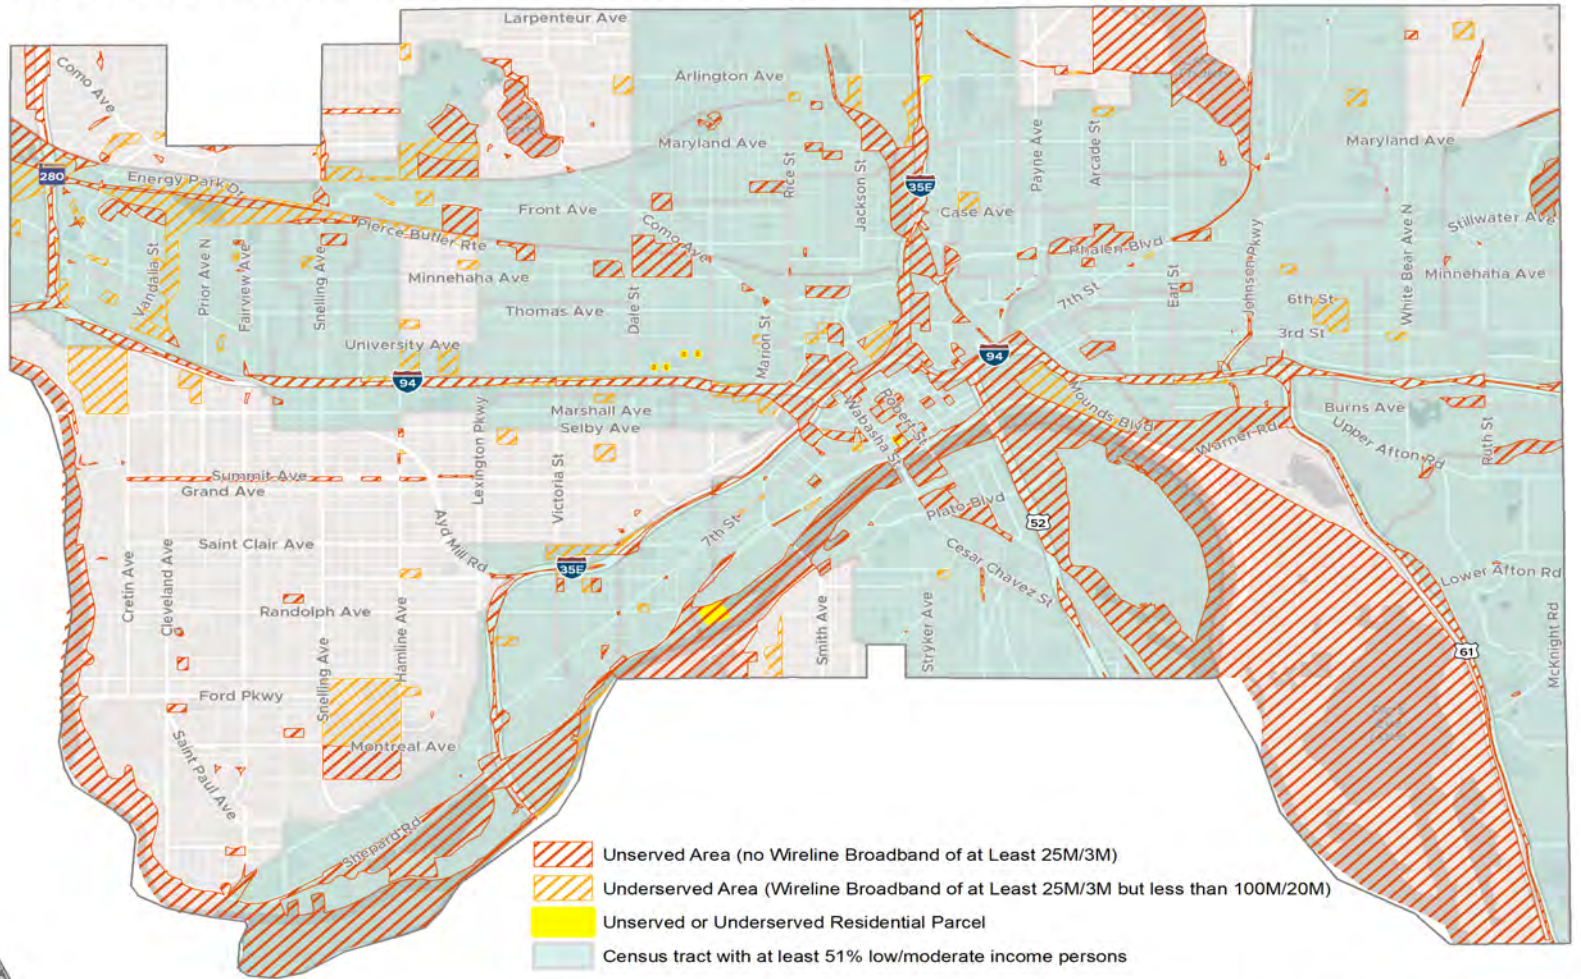 Larpenteur Ave
Como Ave
Arlington Ave
Maryland Ave
Maryland Ave
280
Energy Park Dr
35E
Rice St
Jackson St
Payne Ave
Arcade St
Front Ave
Case Ave
Como Ave
Pierce Butler Rte
Phalen Blvd
Stillwater Ave
Vandalia St
Prior Ave N
Fairview Ave
Snelling Ave
Minnehaha Ave
Minnehaha Ave
Dale St
Earl St
Johnson Pkwy
White Bear Ave N
7th St
6th St
Thomas Ave
Marion St
3rd St
University Ave
94
94
Marshall Ave
Selby Ave
Robert St
Wabasha St
Mounds Blvd
Burns Ave
Warner Rd
Upper Afton Rd
Ruth St
Summit Ave
Grand Ave
Lexington Pkwy
Victoria St
Plato Blvd
52
7th St
Ayd Mill Rd
Saint Clair Ave
Cesar Chavez St
35E
Lower Afton Rd
Cretin Ave
Cleveland Ave
Randolph Ave
Hamline Ave
Smith Ave
Stryker Ave
McKnight Rd
61
Snelling Ave
Ford Pkwy
Montreal Ave
Saint Paul Ave
Shepard Rd
Unserved Area (no Wireline Broadband of at Least 25M/3M)
Underserved Area (Wireline Broadband of at Least 25M/3M but less than 100M/20M)
Unserved or Underserved Residential Parcel
Census tract with at least 51% low/moderate income persons